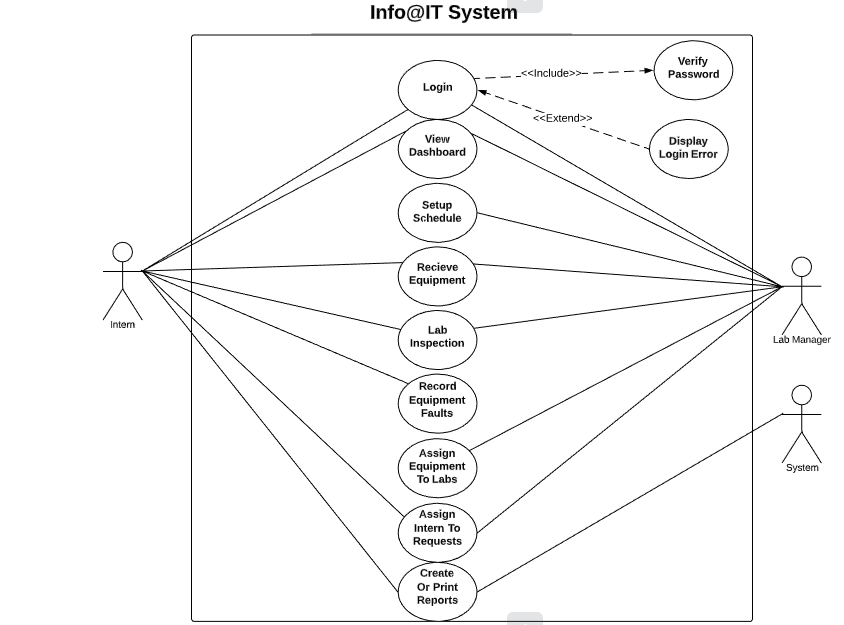 Info@IT System
Login
<<Include>>
Verify
Password
<<Extend>>
Display
Login Error
View
Dashboard
Setup
Schedule
Recieve
Equipment
Intern
Lab
Inspection
Lab Manager
Record
Equipment
Faults
Assign
Equipment
To Labs
System
Assign
Intern To
Requests
Create
Or Print
Reports